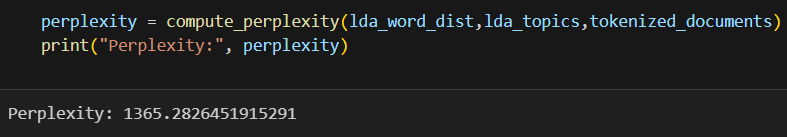 perplexity = compute_perplexity(lda_word_dist,lda_topics,tokenized_documents)
print("Perplexity:", perplexity)
Perplexity: 1365.2826451915291